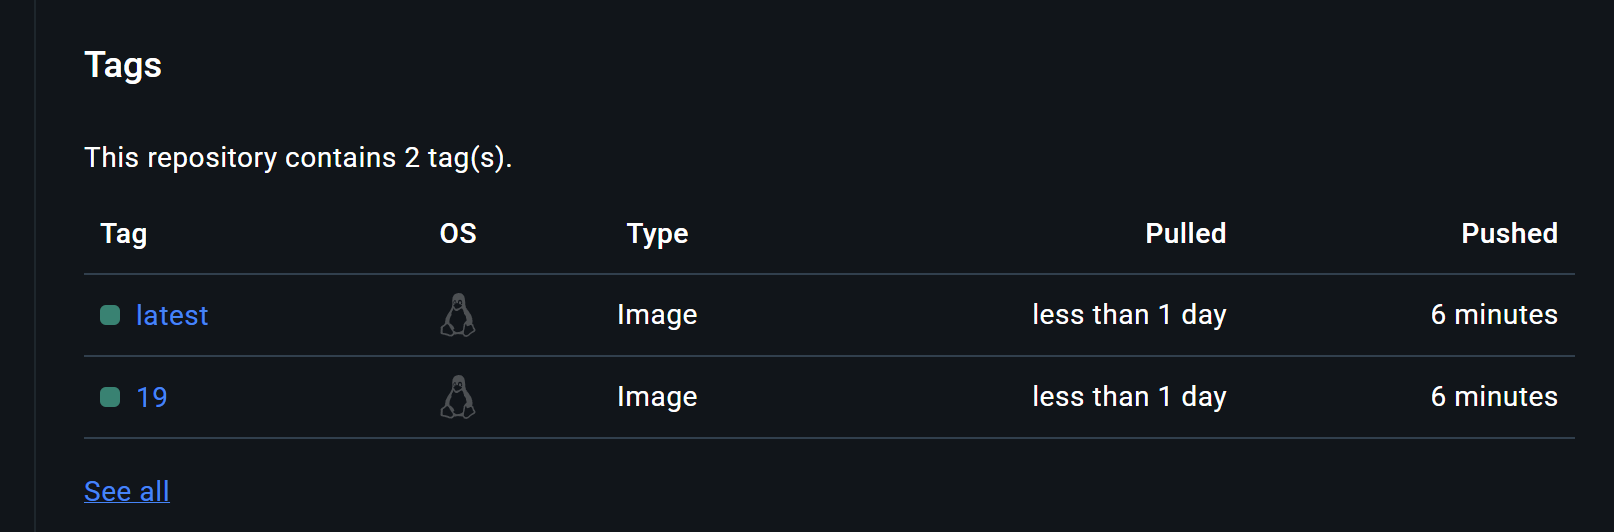 Tags
This repository contains 2 tag(s).
Tag OS Type Pulled Pushed
latest Image less than 1 day 6 minutes
19 Image less than 1 day 6 minutes
See all